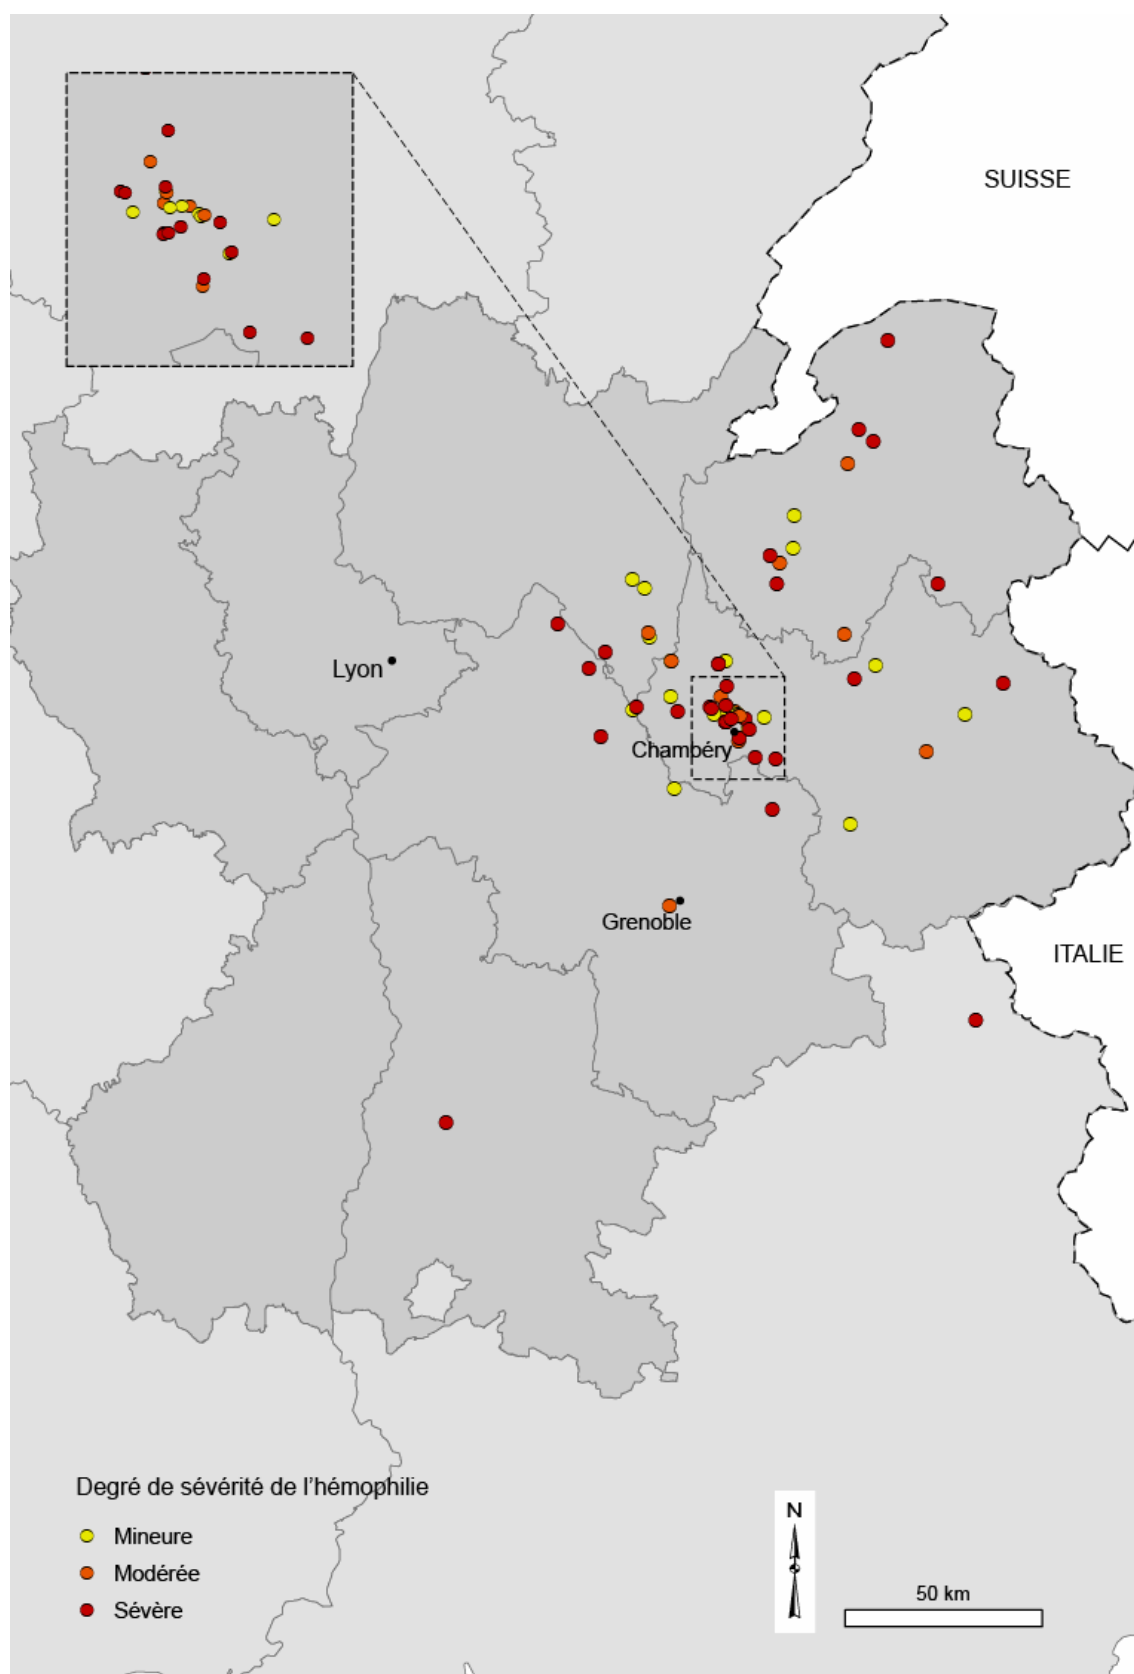 SUISSE
Lyon
Chambéry
Grenoble
ITALIE
Degré de sévérité de l'hémophilie
Mineure
Modérée
Sévère
N
50 km